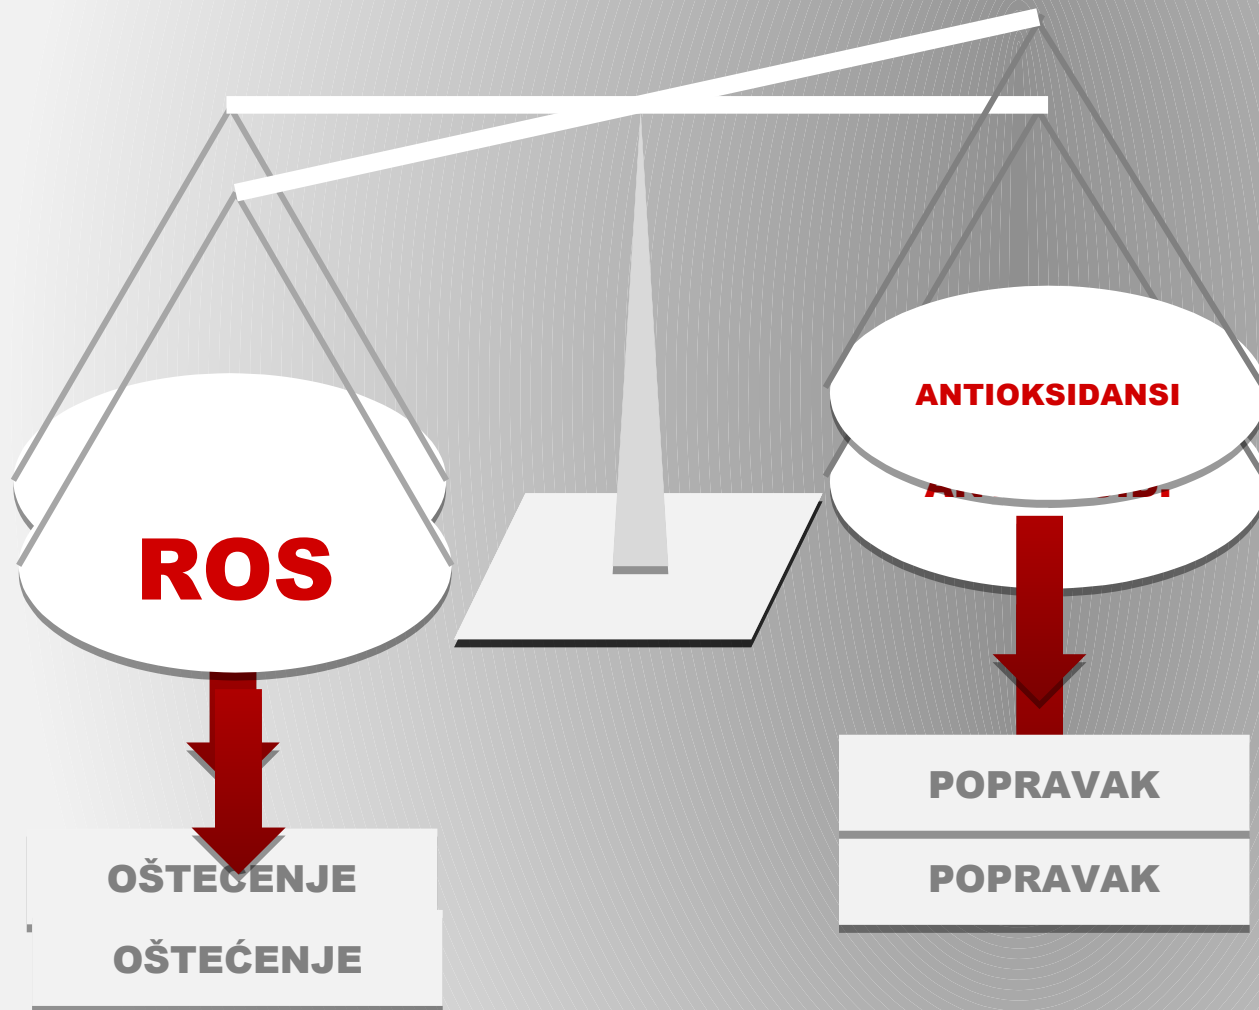 ANTIOKSIDANSI
ROS
POPRAVAK
OŠTEĆENJE
POPRAVAK
OŠTEĆENJE